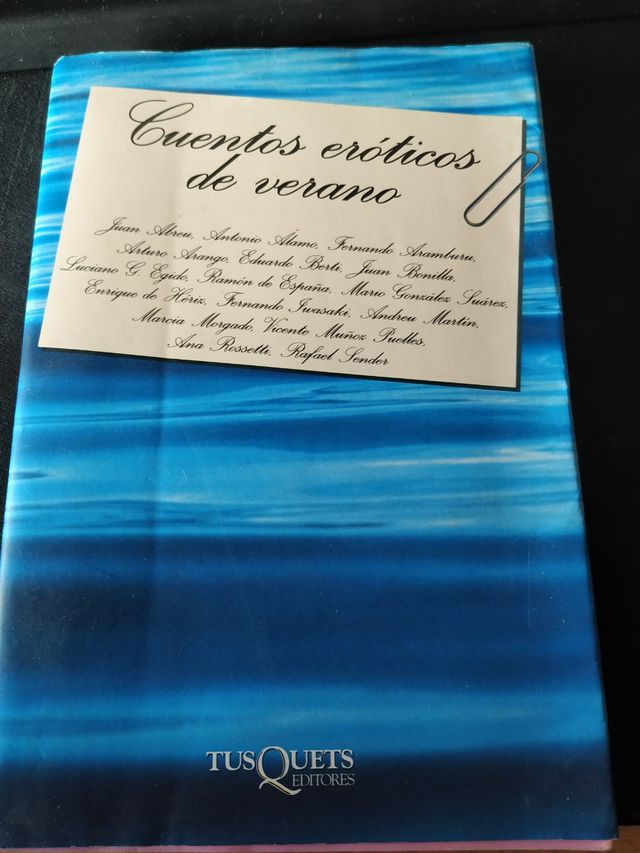 Cuentos eróticos
de verano
Juan Abreu, Antonio Álamo, Fernando Aramburu,
Arturo Arango, Eduardo Berti, Juan Bonilla,
Luciano G. Egido, Ramón de España, Mario González Suárez,
Enrique de Hériz, Fernando Iwasaki, Andreu Martín,
Marcia Morgado, Vicente Muñoz Puelles,
Ana Rossetti, Rafael Sender
TUSQUETS
EDITORES